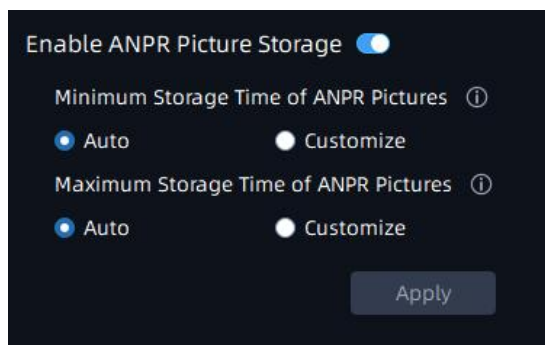 Enable ANPR Picture Storage
Minimum Storage Time of ANPR Pictures
Auto Customize
Maximum Storage Time of ANPR Pictures
Auto Customize
Apply